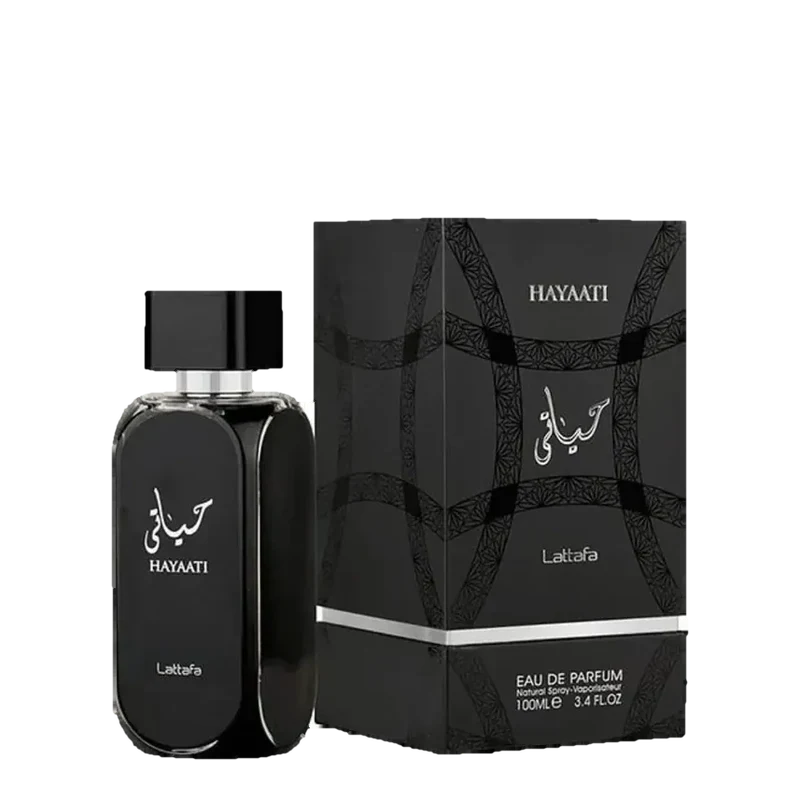 حياتي
HAYAATI
Lattafa
HAYAATI
حياتي
Lattafa
EAU DE PARFUM
Natural Spray-Vaporisateur
100ML e 3.4 FL.OZ